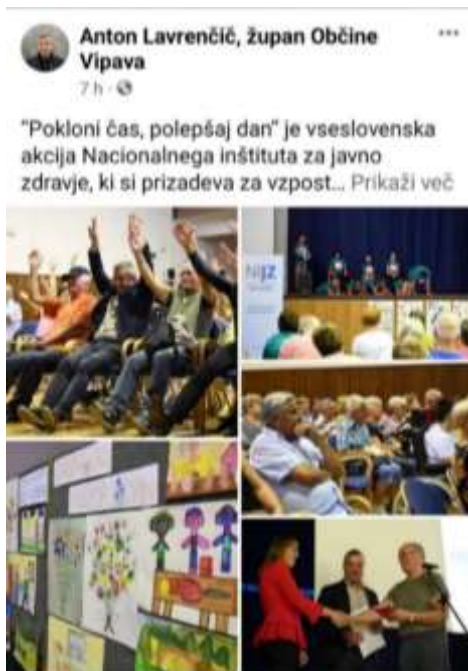 Anton Lavrenčič, župan Občine
Vipava
7 h ·
"Pokloni čas, polepšaj dan" je vseslovenska
akcija Nacionalnega inštituta za javno
zdravje, ki si prizadeva za vzpost... Prikaži več
NIJZ